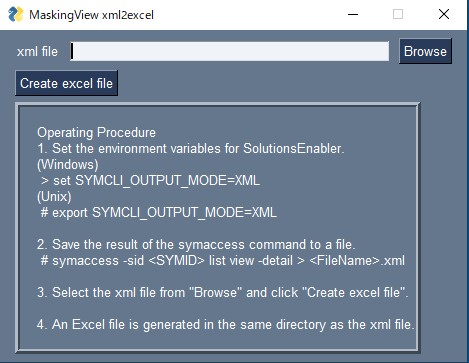 MaskingView xml2excel
xml file
Browse
Create excel file
Operating Procedure
1. Set the environment variables for SolutionsEnabler.
(Windows)
> set SYMCLI_OUTPUT_MODE=XML
(Unix)
# export SYMCLI_OUTPUT_MODE=XML
2. Save the result of the symaccess command to a file.
# symaccess -sid <SYMID> list view -detail > <FileName>.xml
3. Select the xml file from "Browse" and click "Create excel file".
4. An Excel file is generated in the same directory as the xml file.